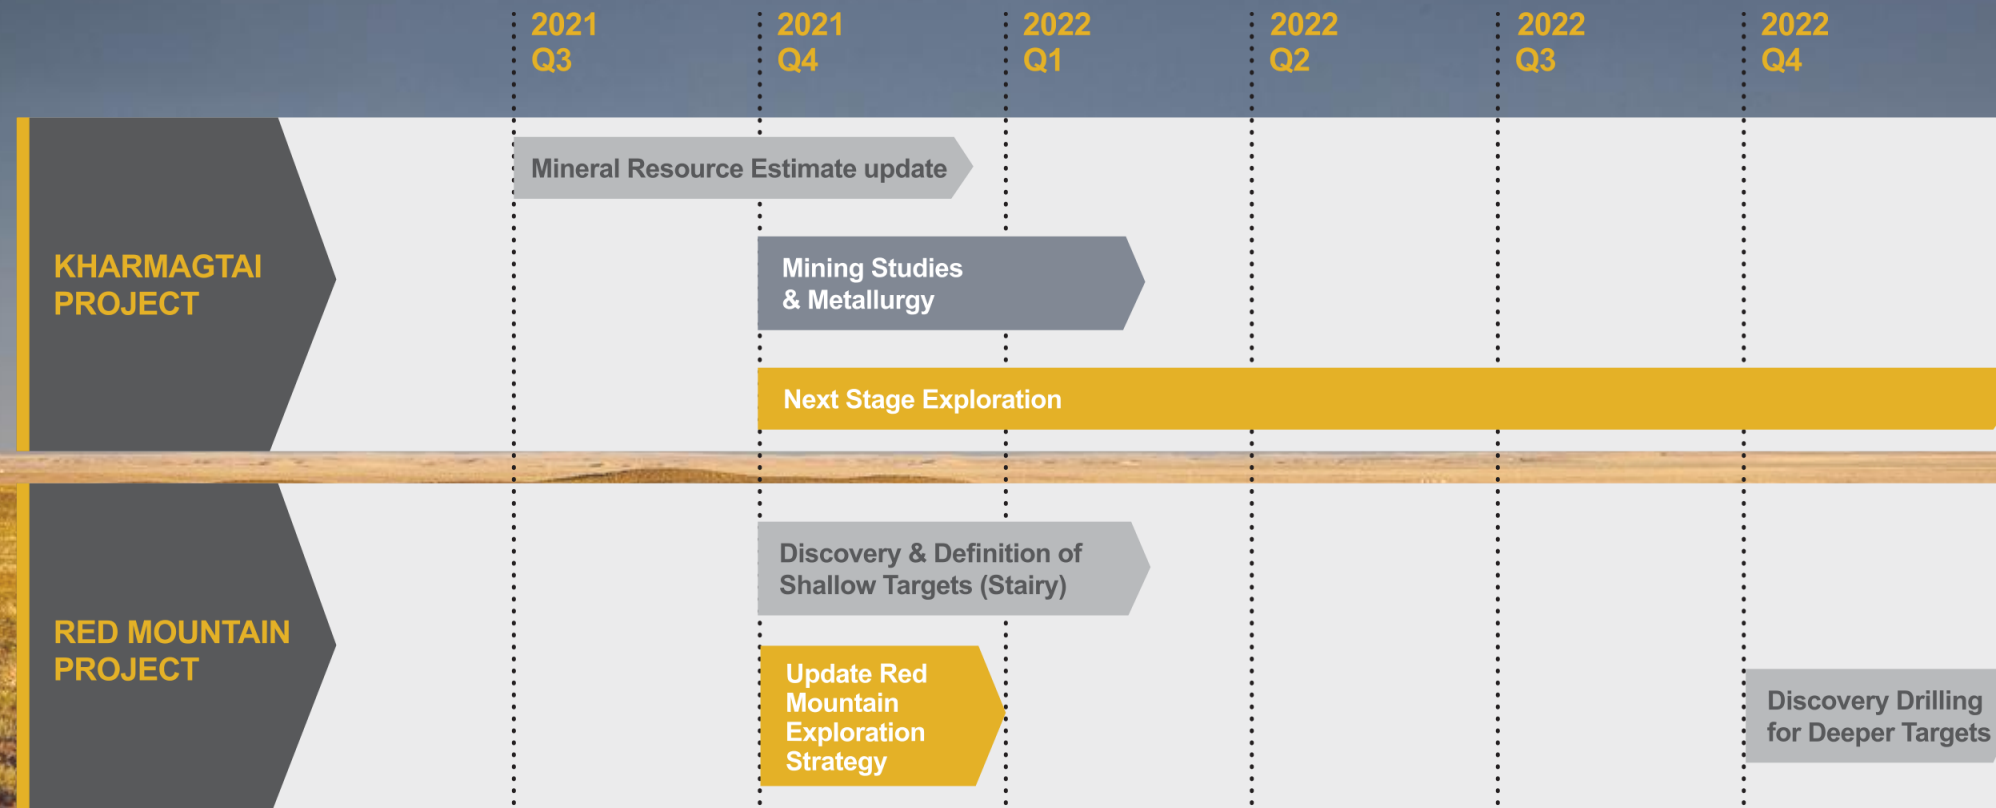 2021
Q3
2021
Q4
2022
Q1
2022
Q2
2022
Q3
2022
Q4
KHARMAGTAI
PROJECT
Mineral Resource Estimate update
Mining Studies
& Metallurgy
Next Stage Exploration
RED MOUNTAIN
PROJECT
Discovery & Definition of
Shallow Targets (Stairy)
Update Red
Mountain
Exploration
Strategy
Discovery Drilling
for Deeper Targets